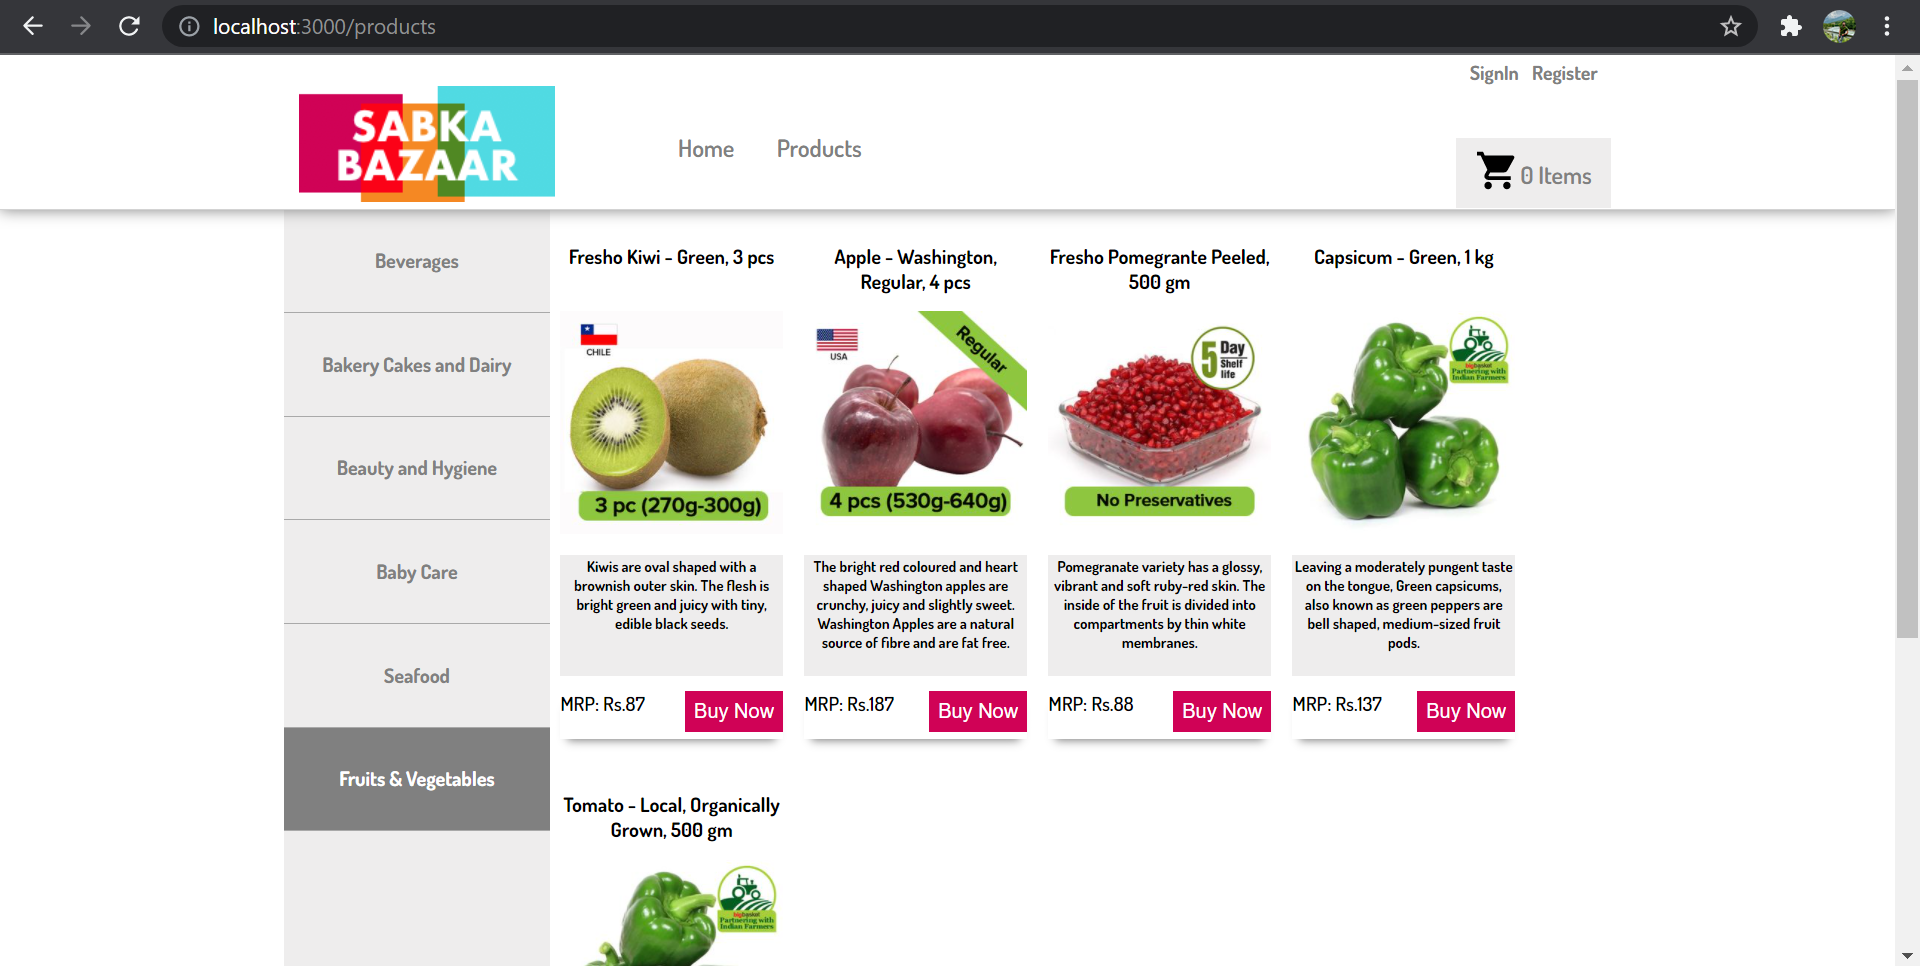 localhost:3000/products
SignIn Register
SABKA
BAZAAR
Home Products
0 Items
Beverages
Bakery Cakes and Dairy
Beauty and Hygiene
Baby Care
Seafood
Fruits & Vegetables
Fresho Kiwi - Green, 3 pcs
CHILE
3 pc (270g-300g)
Kiwis are oval shaped with a
brownish outer skin. The flesh is
bright green and juicy with tiny,
edible black seeds.
MRP: Rs.87
Buy Now
Apple - Washington,
Regular, 4 pcs
USA
Regular
4 pcs (530g-640g)
The bright red coloured and heart
shaped Washington apples are
crunchy, juicy and slightly sweet.
Washington Apples are a natural
source of fibre and are fat free.
MRP: Rs.187
Buy Now
Fresho Pomegrante Peeled,
500 gm
5 Day
Shelf
life
No Preservatives
Pomegranate variety has a glossy,
vibrant and soft ruby-red skin. The
inside of the fruit is divided into
compartments by thin white
membranes.
MRP: Rs.88
Buy Now
Capsicum - Green, 1 kg
bigbasket
Partnering with
Indian Farmers
Leaving a moderately pungent taste
on the tongue, Green capsicums,
also known as green peppers are
bell shaped, medium-sized fruit
pods.
MRP: Rs.137
Buy Now
Tomato - Local, Organically
Grown, 500 gm
bigbasket
Partnering with
Indian Farmers